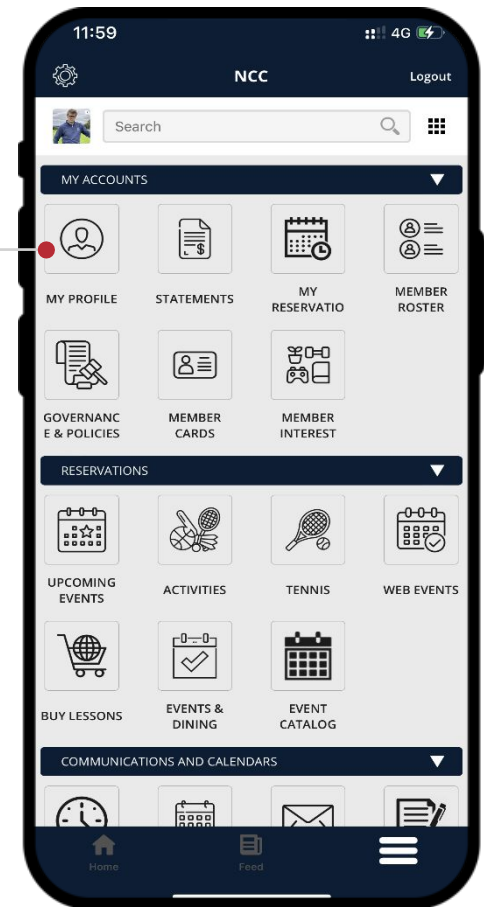 11:59
4G
NCC
Logout
Search
MY ACCOUNTS
MY PROFILE
STATEMENTS
MY
RESERVATIO
MEMBER
ROSTER
GOVERNANC
E & POLICIES
MEMBER
CARDS
MEMBER
INTEREST
RESERVATIONS
UPCOMING
EVENTS
ACTIVITIES
TENNIS
WEB EVENTS
BUY LESSONS
EVENTS &
DINING
EVENT
CATALOG
COMMUNICATIONS AND CALENDARS
Home
Feed